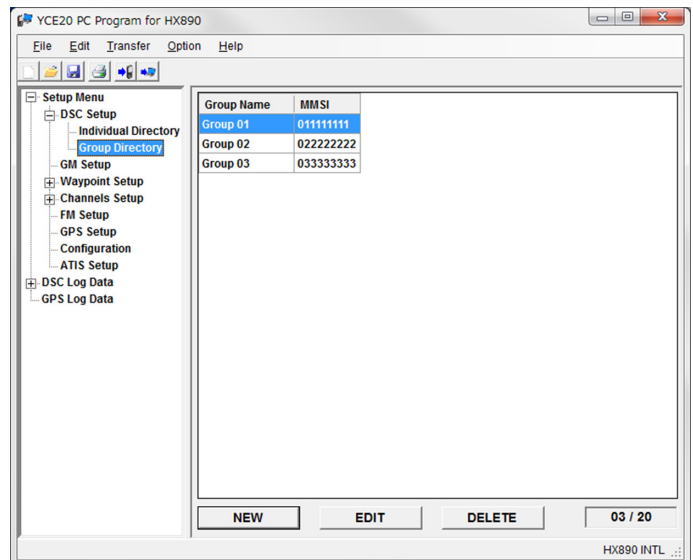 YCE20 PC Program for HX890
File Edit Transfer Option Help
Setup Menu
DSC Setup
Individual Directory
Group Directory
GM Setup
Waypoint Setup
Channels Setup
FM Setup
GPS Setup
Configuration
ATIS Setup
DSC Log Data
GPS Log Data
Group Name MMSI
Group 01 011111111
Group 02 022222222
Group 03 033333333
NEW EDIT DELETE 03 / 20
HX890 INTL